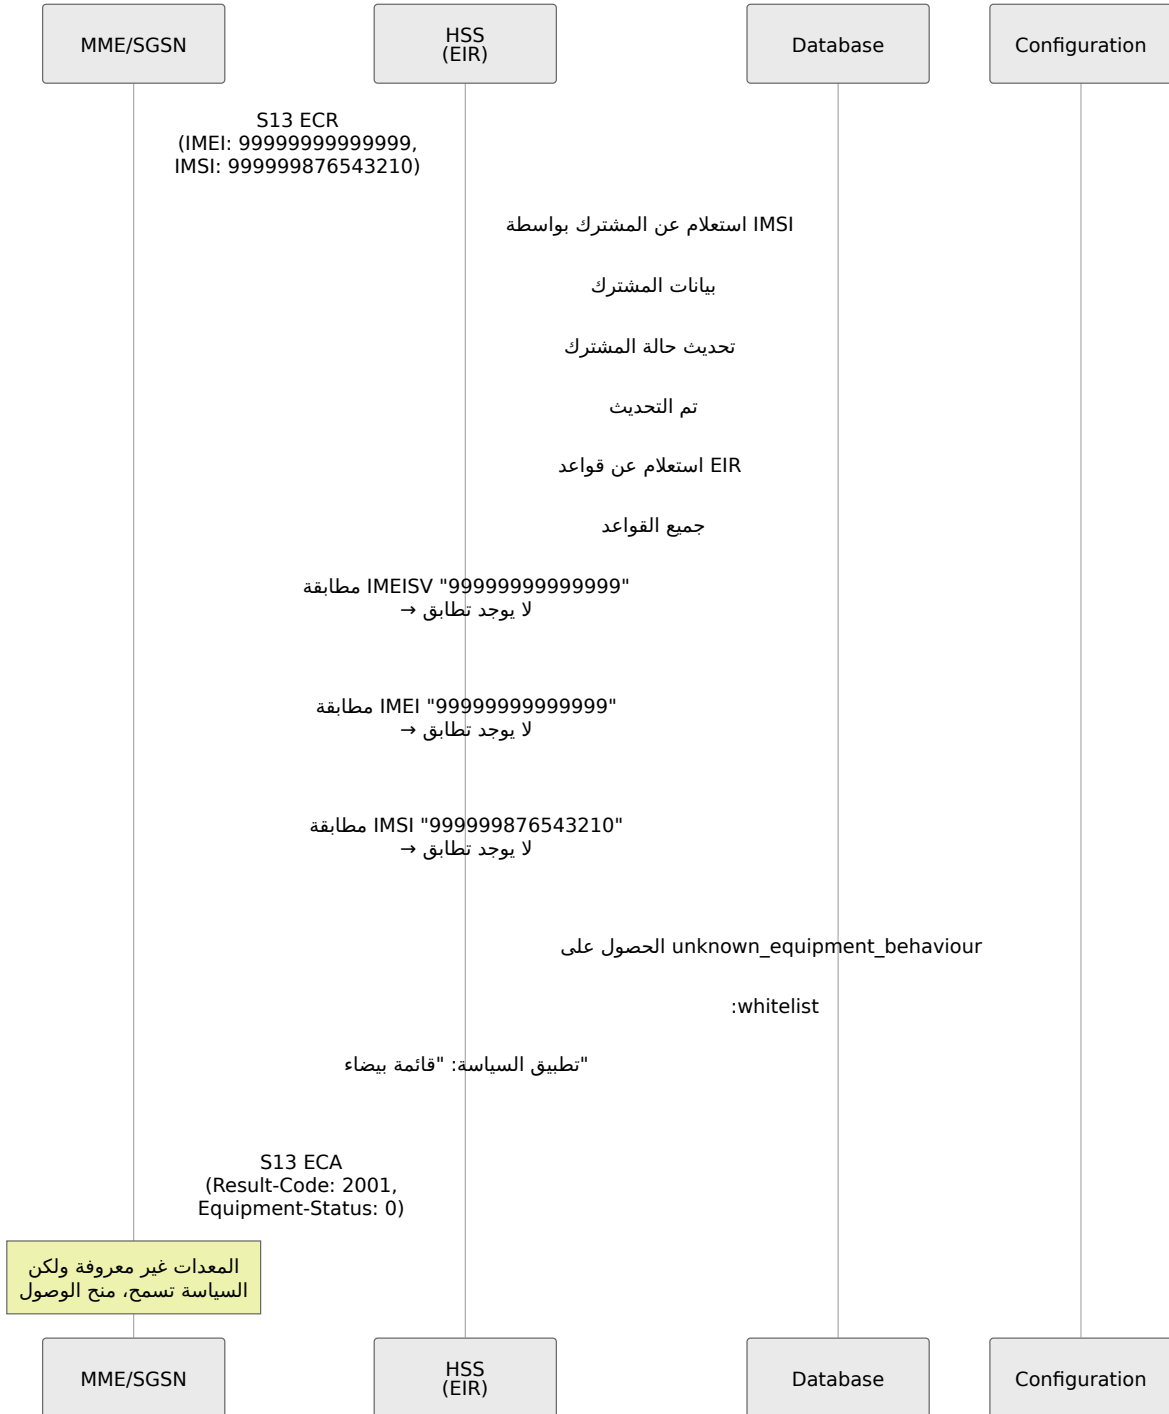 MME/SGSN
HSS
(EIR)
Database
Configuration
S13 ECR
(IMEI: 99999999999999,
IMSI: 999999876543210)
استعلام عن المشترك بواسطة IMSI
بيانات المشترك
تحديث حالة المشترك
تم التحديث
استعلام عن قواعد EIR
جميع القواعد
مطابقة IMEISV "99999999999999"
→ لا يوجد تطابق
مطابقة IMEI "99999999999999"
→ لا يوجد تطابق
مطابقة IMSI "999999876543210"
→ لا يوجد تطابق
الحصول على unknown_equipment_behaviour
:whitelist
تطبيق السياسة: "قائمة بيضاء"
S13 ECA
(Result-Code: 2001,
Equipment-Status: 0)
المعدات غير معروفة ولكن
السياسة تسمح، منح الوصول
MME/SGSN
HSS
(EIR)
Database
Configuration